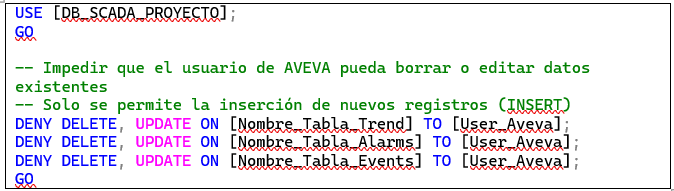 USE [DB_SCADA_PROYECTO];
GO
-- Impedir que el usuario de AVEVA pueda borrar o editar datos
existentes
-- Solo se permite la inserción de nuevos registros (INSERT)
DENY DELETE, UPDATE ON [Nombre_Tabla_Trend] TO [User_Aveva];
DENY DELETE, UPDATE ON [Nombre_Tabla_Alarms] TO [User_Aveva];
DENY DELETE, UPDATE ON [Nombre_Tabla_Events] TO [User_Aveva];
GO